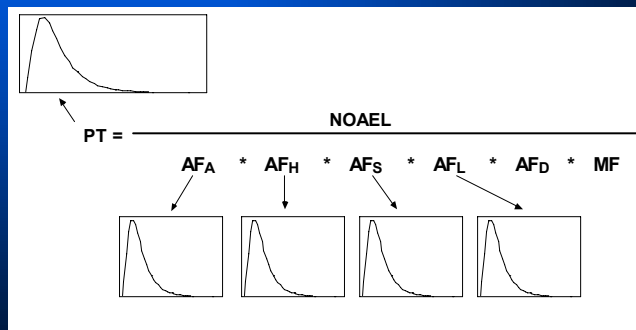 NOAEL
PT =
AFA * AFH * AFS * AFL * AFD * MF